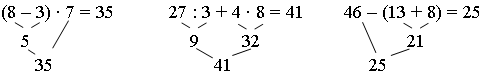 (8 – 3) · 7 = 35 27 : 3 + 4 · 8 = 41 46 – (13 + 8) = 25
5 9 32 21
35 41 25